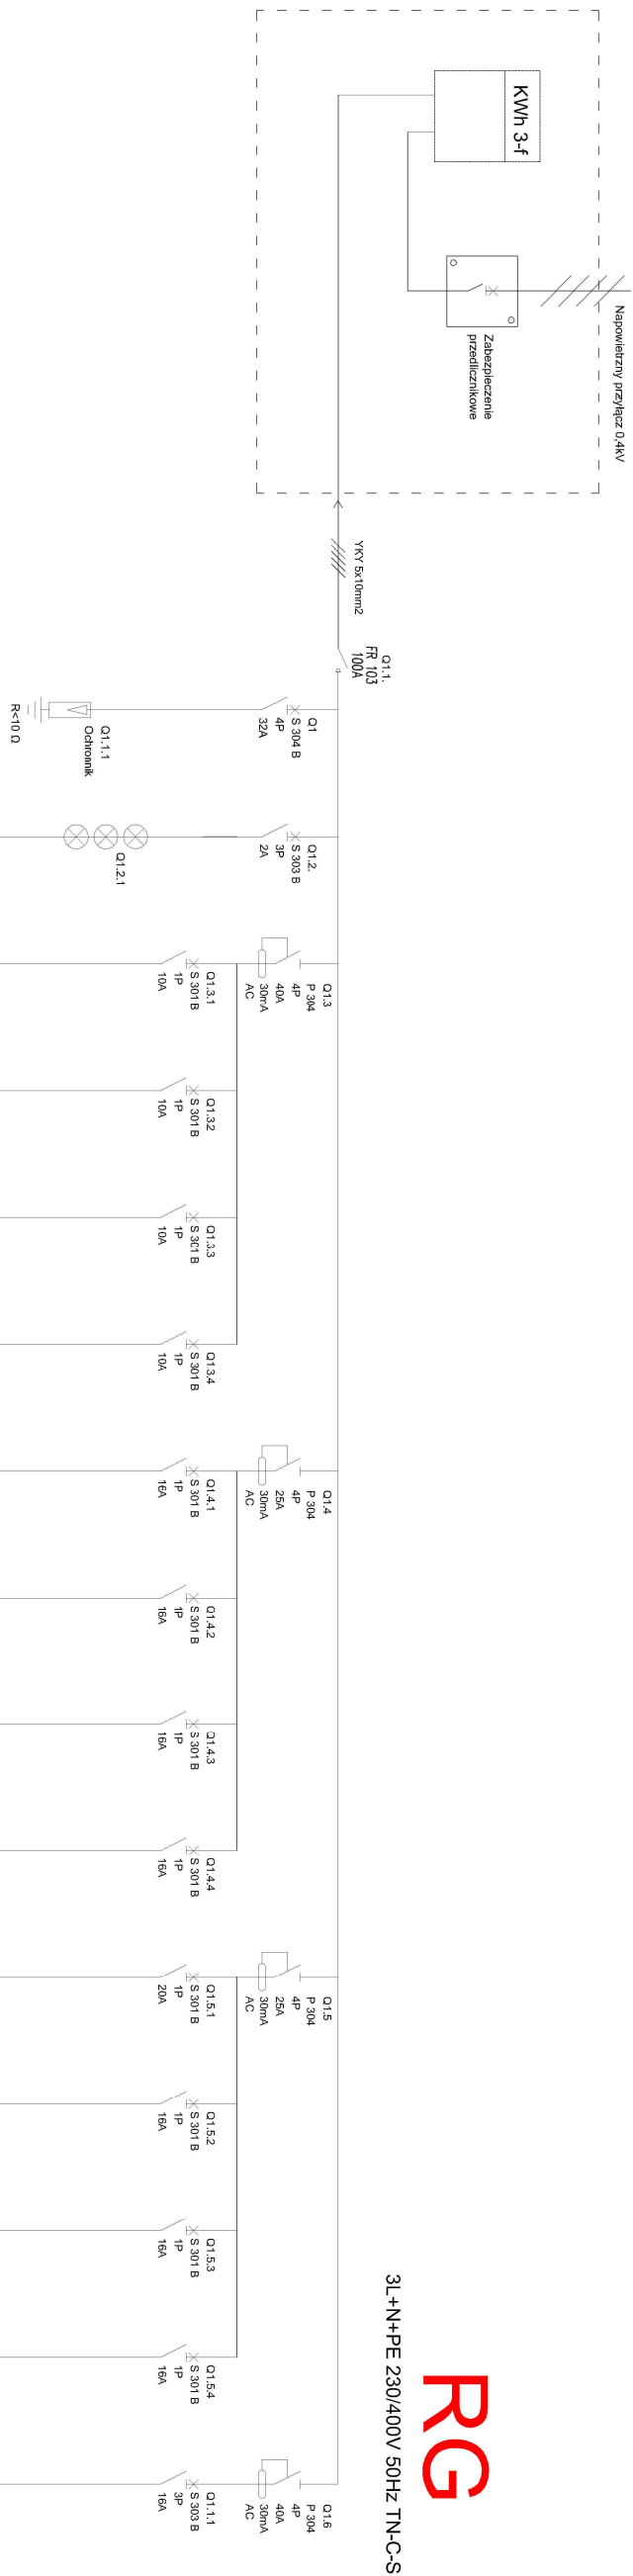 Napowietrzny przyłącz 0,4kV
KWh 3-f
Zabezpieczenie
przedlicznikowe
YKY 5x10mm2
Q1.1.
FR 103
100A
Q1
S 304 B
4P
32A
Q1.1.1
Ochronnik
R<10 Ω
Q1.2.
S 303 B
3P
2A
Q1.2.1
Q1.3
P 304
4P
40A
30mA
AC
Q1.3.1
S 301 B
1P
10A
Q1.3.2
S 301 B
1P
10A
Q1.3.3
S 301 B
1P
10A
Q1.3.4
S 301 B
1P
10A
Q1.4
P 304
4P
25A
30mA
AC
Q1.4.1
S 301 B
1P
16A
Q1.4.2
S 301 B
1P
16A
Q1.4.3
S 301 B
1P
16A
Q1.4.4
S 301 B
1P
16A
Q1.5
P 304
4P
25A
30mA
AC
Q1.5.1
S 301 B
1P
20A
Q1.5.2
S 301 B
1P
16A
Q1.5.3
S 301 B
1P
16A
Q1.5.4
S 301 B
1P
16A
Q1.6
P 304
4P
40A
30mA
AC
Q1.1.1
S 303 B
3P
16A
RG
3L+N+PE 230/400V 50Hz TN-C-S